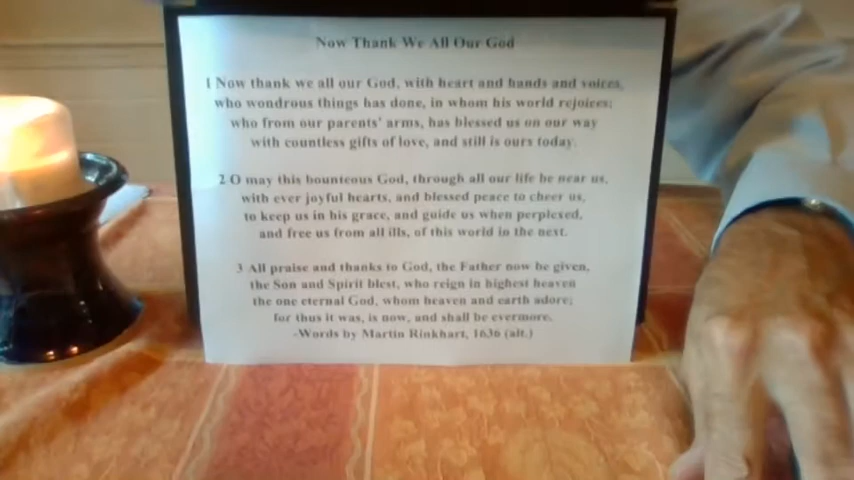 Now Thank We All Our God
1 Now thank we all our God, with heart and hands and voices,
who wondrous things has done, in whom his world rejoices;
who from our parents' arms, has blessed us on our way
with countless gifts of love, and still is ours today.
2 O may this bounteous God, through all our life be near us,
with ever joyful hearts, and blessed peace to cheer us,
to keep us in his grace, and guide us when perplexed,
and free us from all ills, of this world in the next.
3 All praise and thanks to God, the Father now be given,
the Son and Spirit blest, who reign in highest heaven
the one eternal God, whom heaven and earth adore;
for thus it was, is now, and shall be evermore.
~Words by Martin Rinkhart, 1636 (alt.)